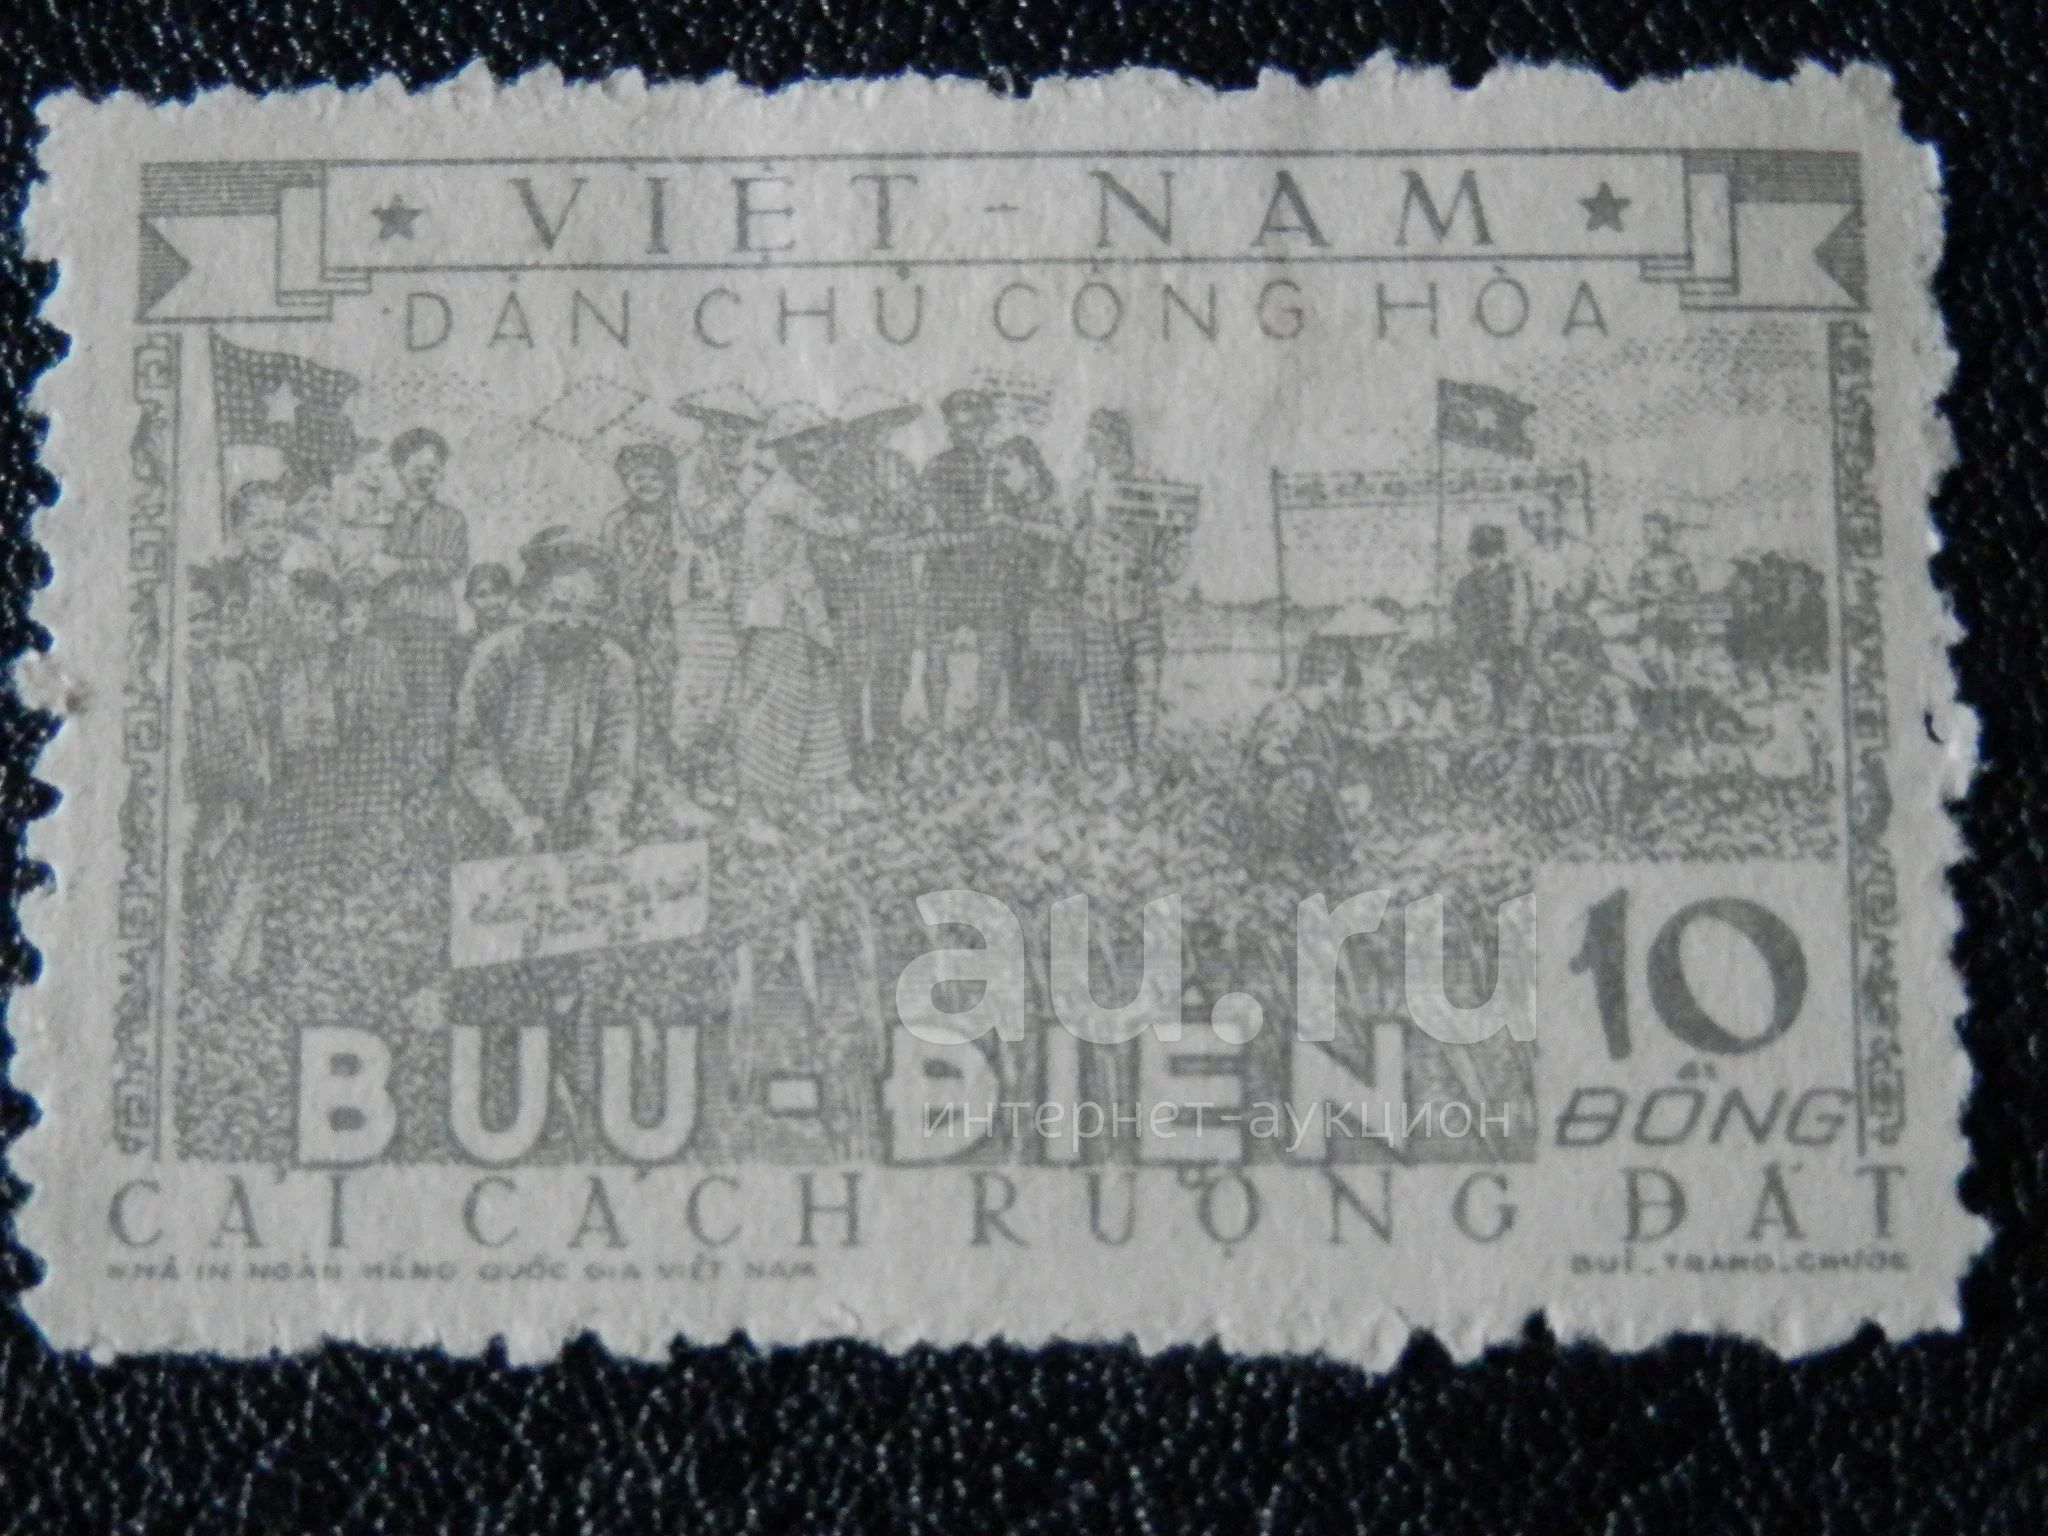 ★ VIỆT - NAM ★
DÂN CHỦ CỘNG HÒA
10
ĐỒNG
BƯU - ĐIỆN
CẢI CÁCH RUỘNG ĐẤT
NHÀ IN NGÂN HÀNG QUỐC GIA VIỆT NAM
BÙI.TRANG.CHƯỚC
au.ru
интернет-аукцион